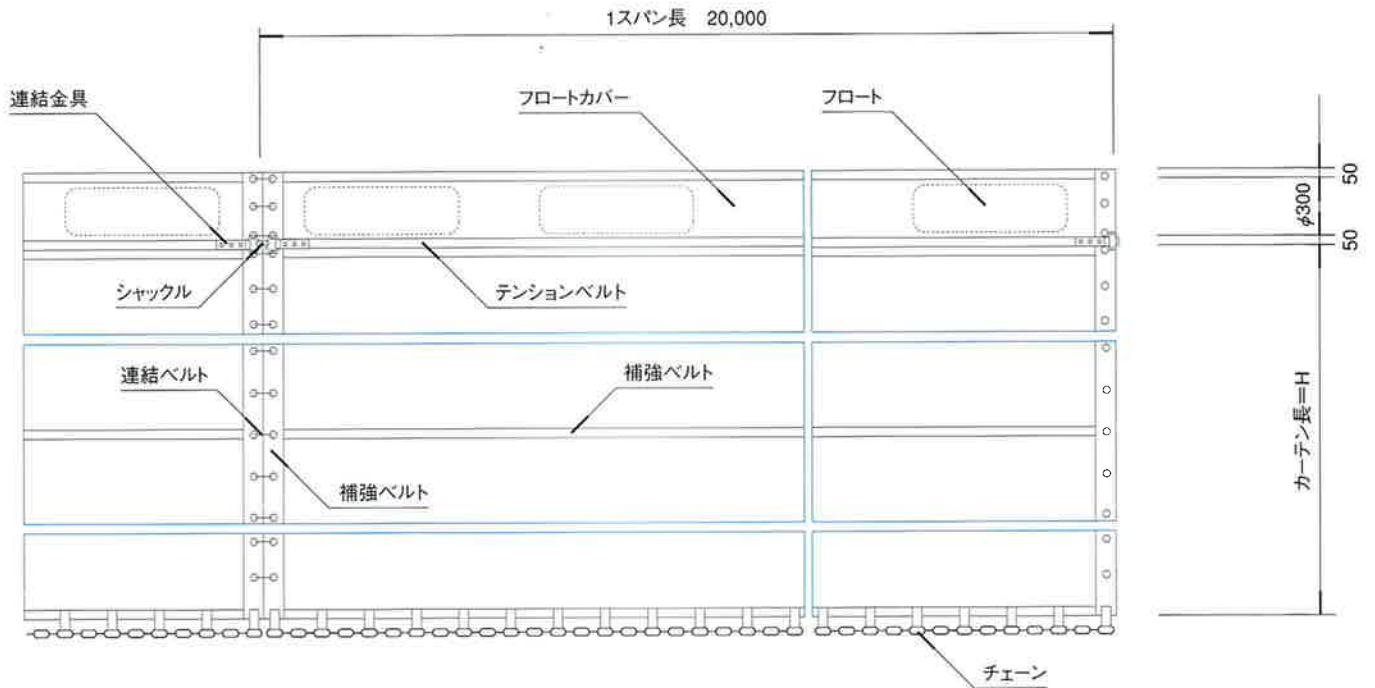 1スパン長 20,000
連結金具
フロートカバー
フロート
50
φ300
50
シャックル
テンションベルト
連結ベルト
補強ベルト
カーテン長=H
補強ベルト
チェーン